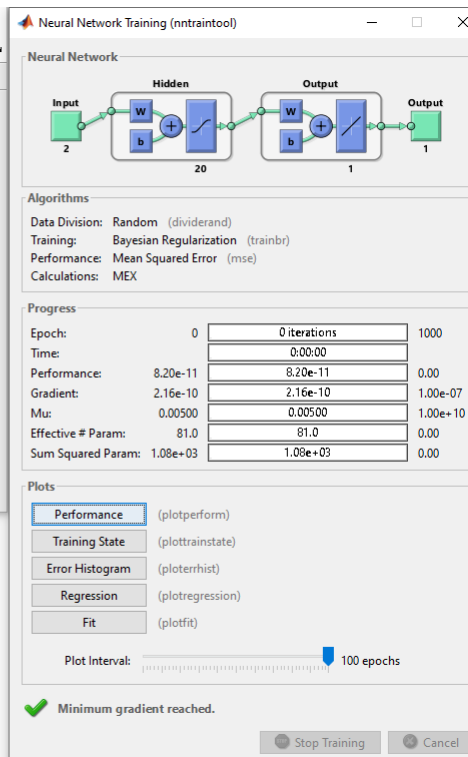 Neural Network Training (nntraintool)
Neural Network
Hidden
Output
Input
W
b
+
W
b
+
Output
2
20
1
1
Algorithms
Data Division: Random (dividerand)
Training: Bayesian Regularization (trainbr)
Performance: Mean Squared Error (mse)
Calculations: MEX
Progress
Epoch: 0 0 iterations 1000
Time: 0:00:00
Performance: 8.20e-11 8.20e-11 0.00
Gradient: 2.16e-10 2.16e-10 1.00e-07
Mu: 0.00500 0.00500 1.00e+10
Effective # Param: 81.0 81.0 0.00
Sum Squared Param: 1.08e+03 1.08e+03 0.00
Plots
Performance (plotperform)
Training State (plottrainstate)
Error Histogram (ploterrhist)
Regression (plotregression)
Fit (plotfit)
Plot Interval: 100 epochs
Minimum gradient reached.
Stop Training Cancel